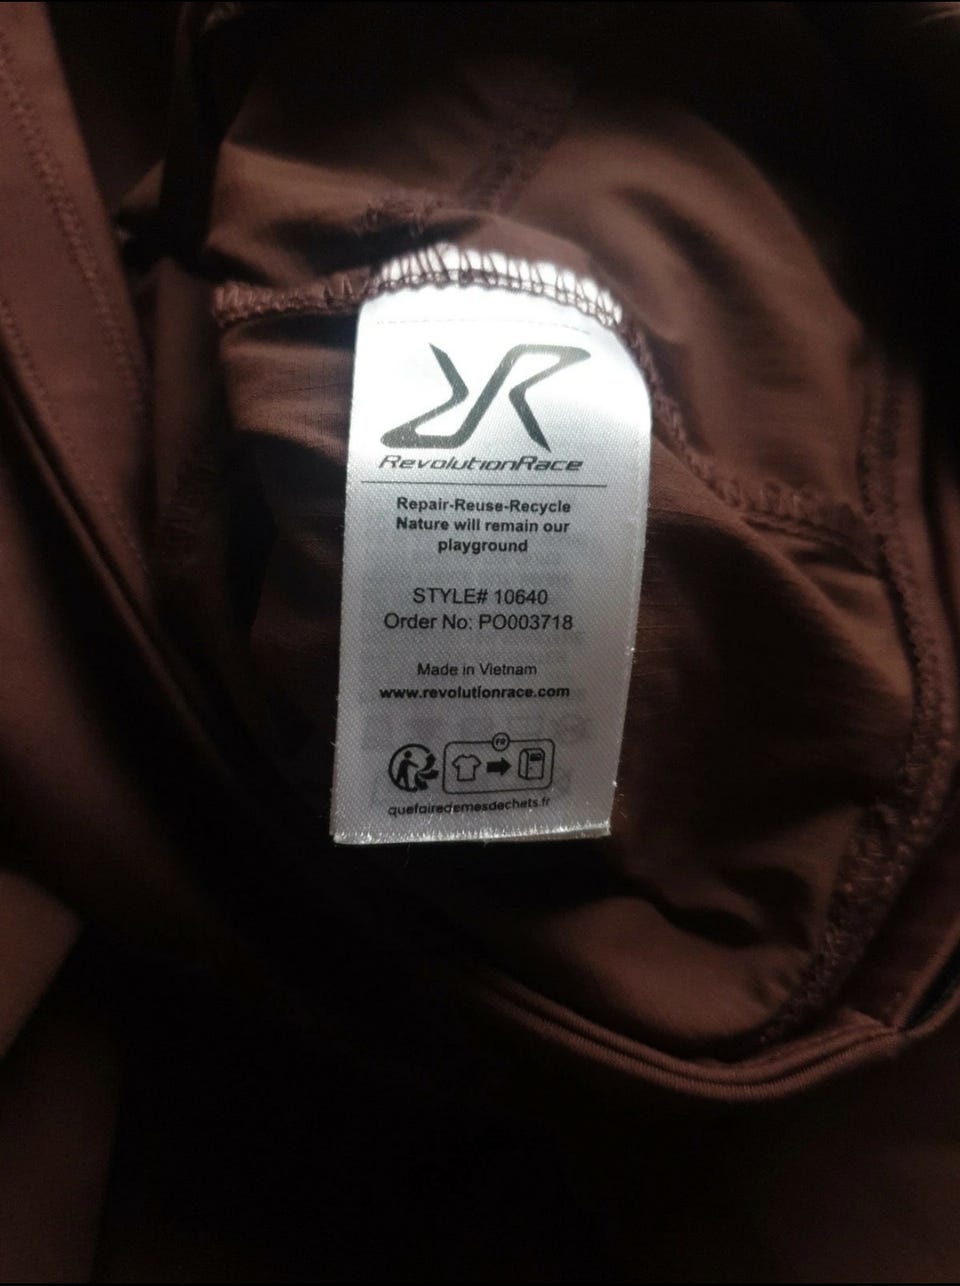 RevolutionRace
Repair-Reuse-Recycle
Nature will remain our
playground
STYLE# 10640
Order No: PO003718
Made in Vietnam
www.revolutionrace.com
FR
quefairedemesdechets.fr